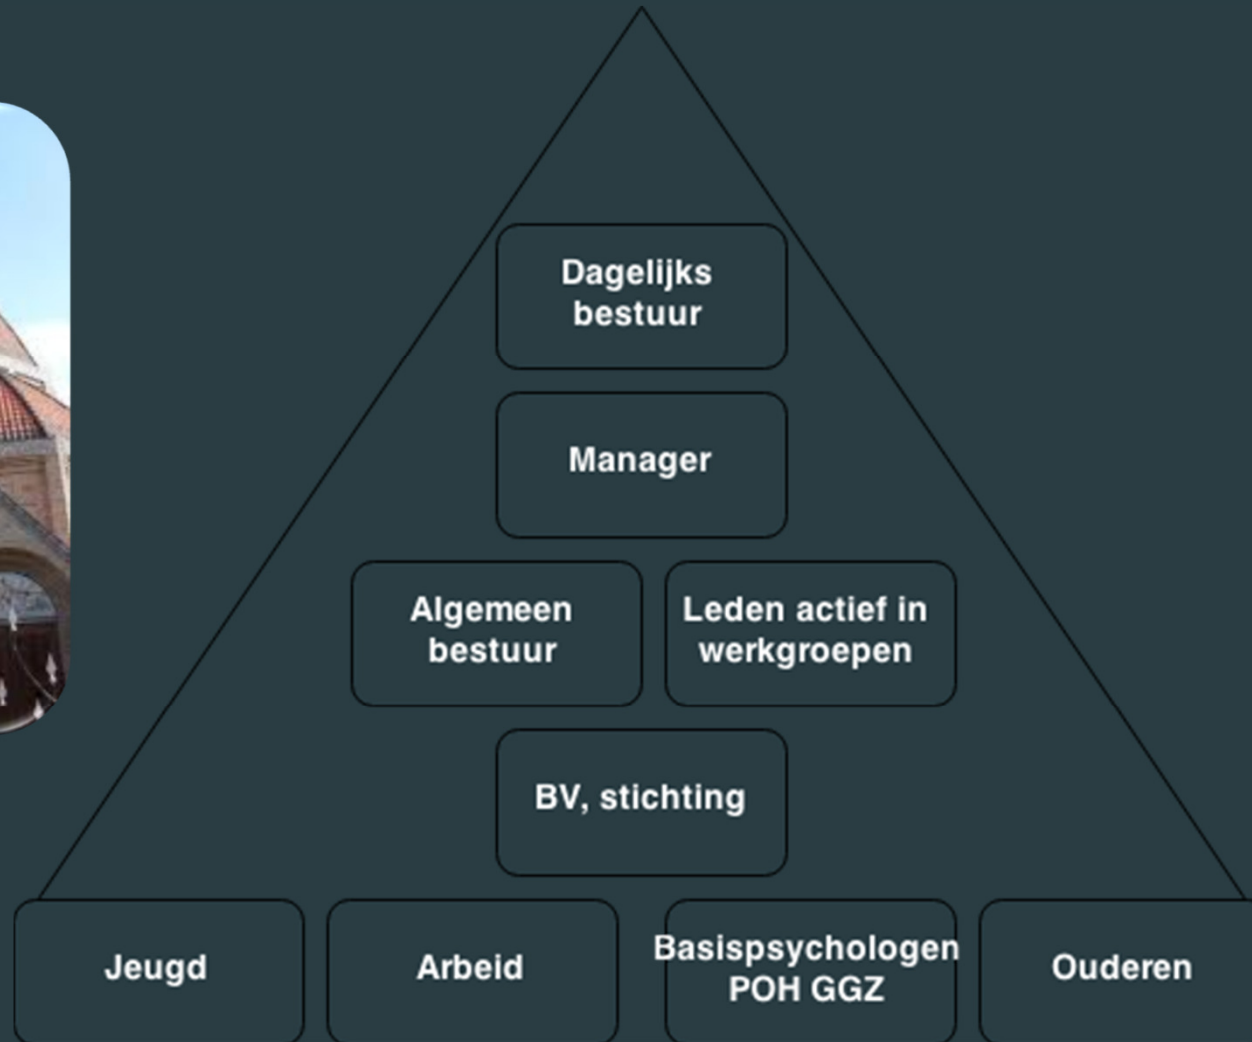 Dagelijks
bestuur
Manager
Algemeen
bestuur
Leden actief in
werkgroepen
BV, stichting
Jeugd
Arbeid
Basispsychologen
POH GGZ
Ouderen